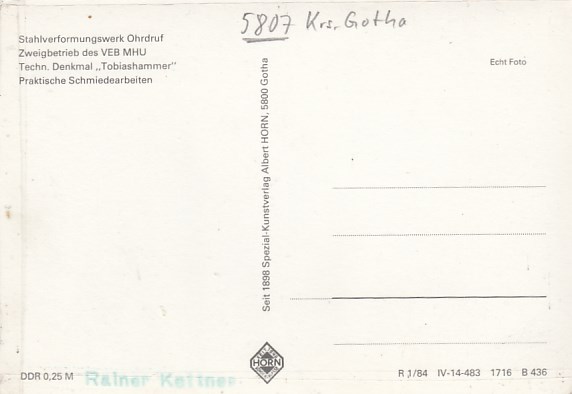 5807 Krs. Gotha
Stahlverformungswerk Ohrdruf
Zweigbetrieb des VEB MHU
Techn. Denkmal „Tobiashammer"
Praktische Schmiedearbeiten
Echt Foto
Seit 1898 Spezial-Kunstverlag Albert HORN, 5800 Gotha
HORN
DDR 0,25 M
Rainer Kettner
R 1/84 IV-14-483 1716 B 436